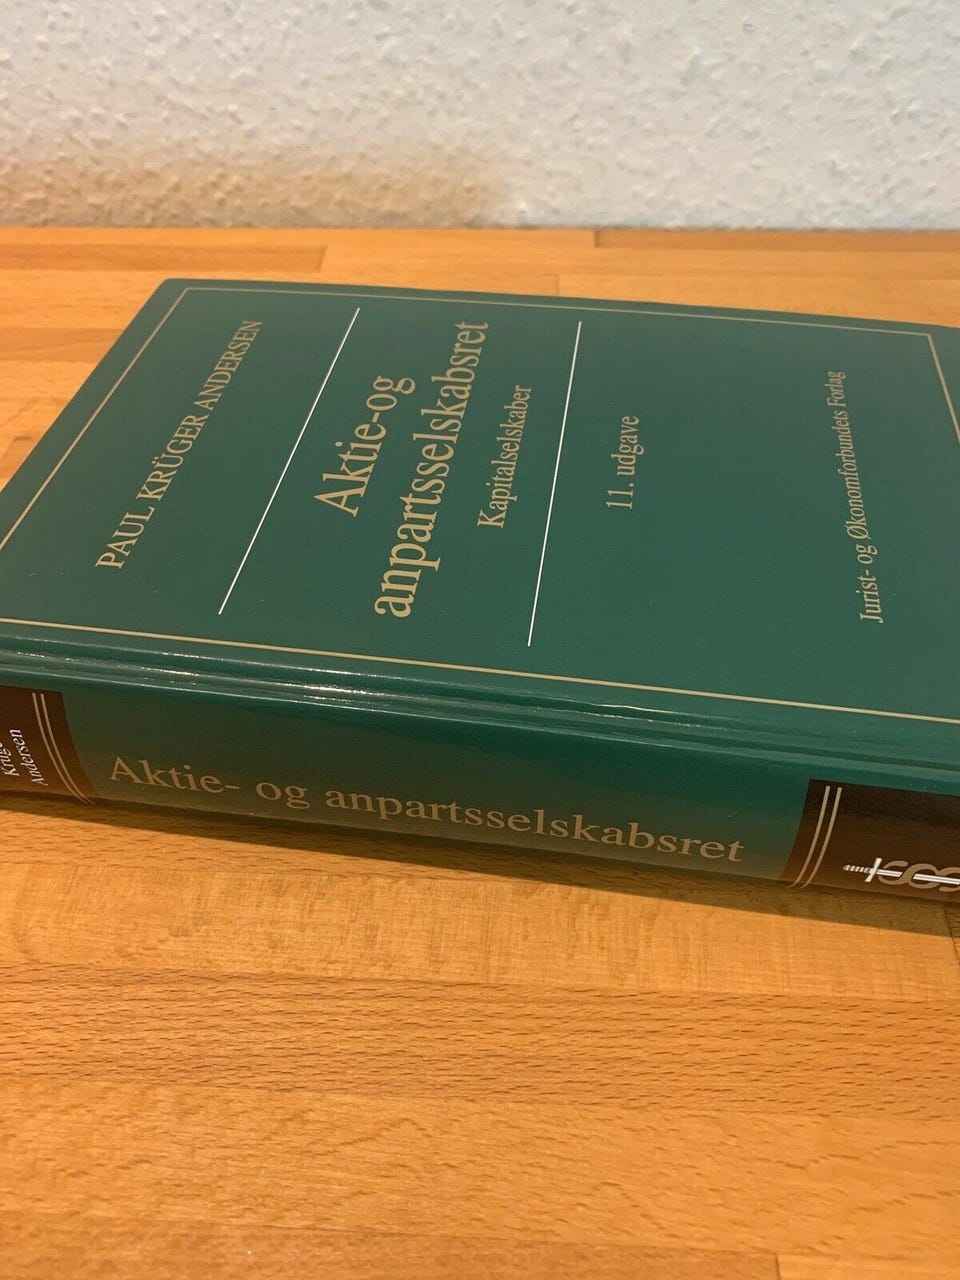 PAUL KRÜGER ANDERSEN
Aktie-og
anpartsselskabsret
Kapitalselskaber
11. udgave
Jurist- og Økonomforbundets Forlag
Andersen
Aktie- og anpartsselskabsret